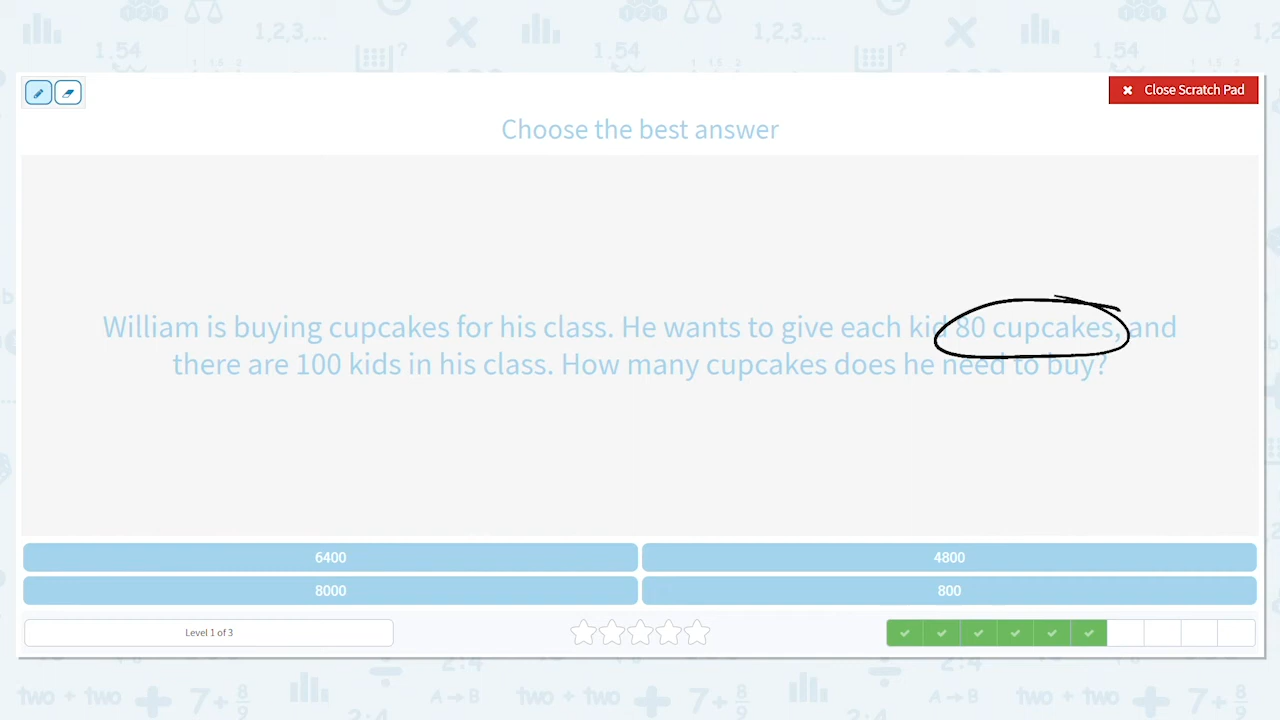 Close Scratch Pad
Choose the best answer
William is buying cupcakes for his class. He wants to give each kid 80 cupcakes, and
there are 100 kids in his class. How many cupcakes does he need to buy?
6400
4800
8000
800
Level 1 of 3